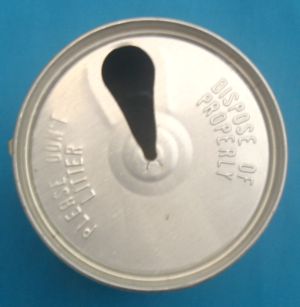 PLEASE DON'T
LITTER
DISPOSE OF
PROPERLY